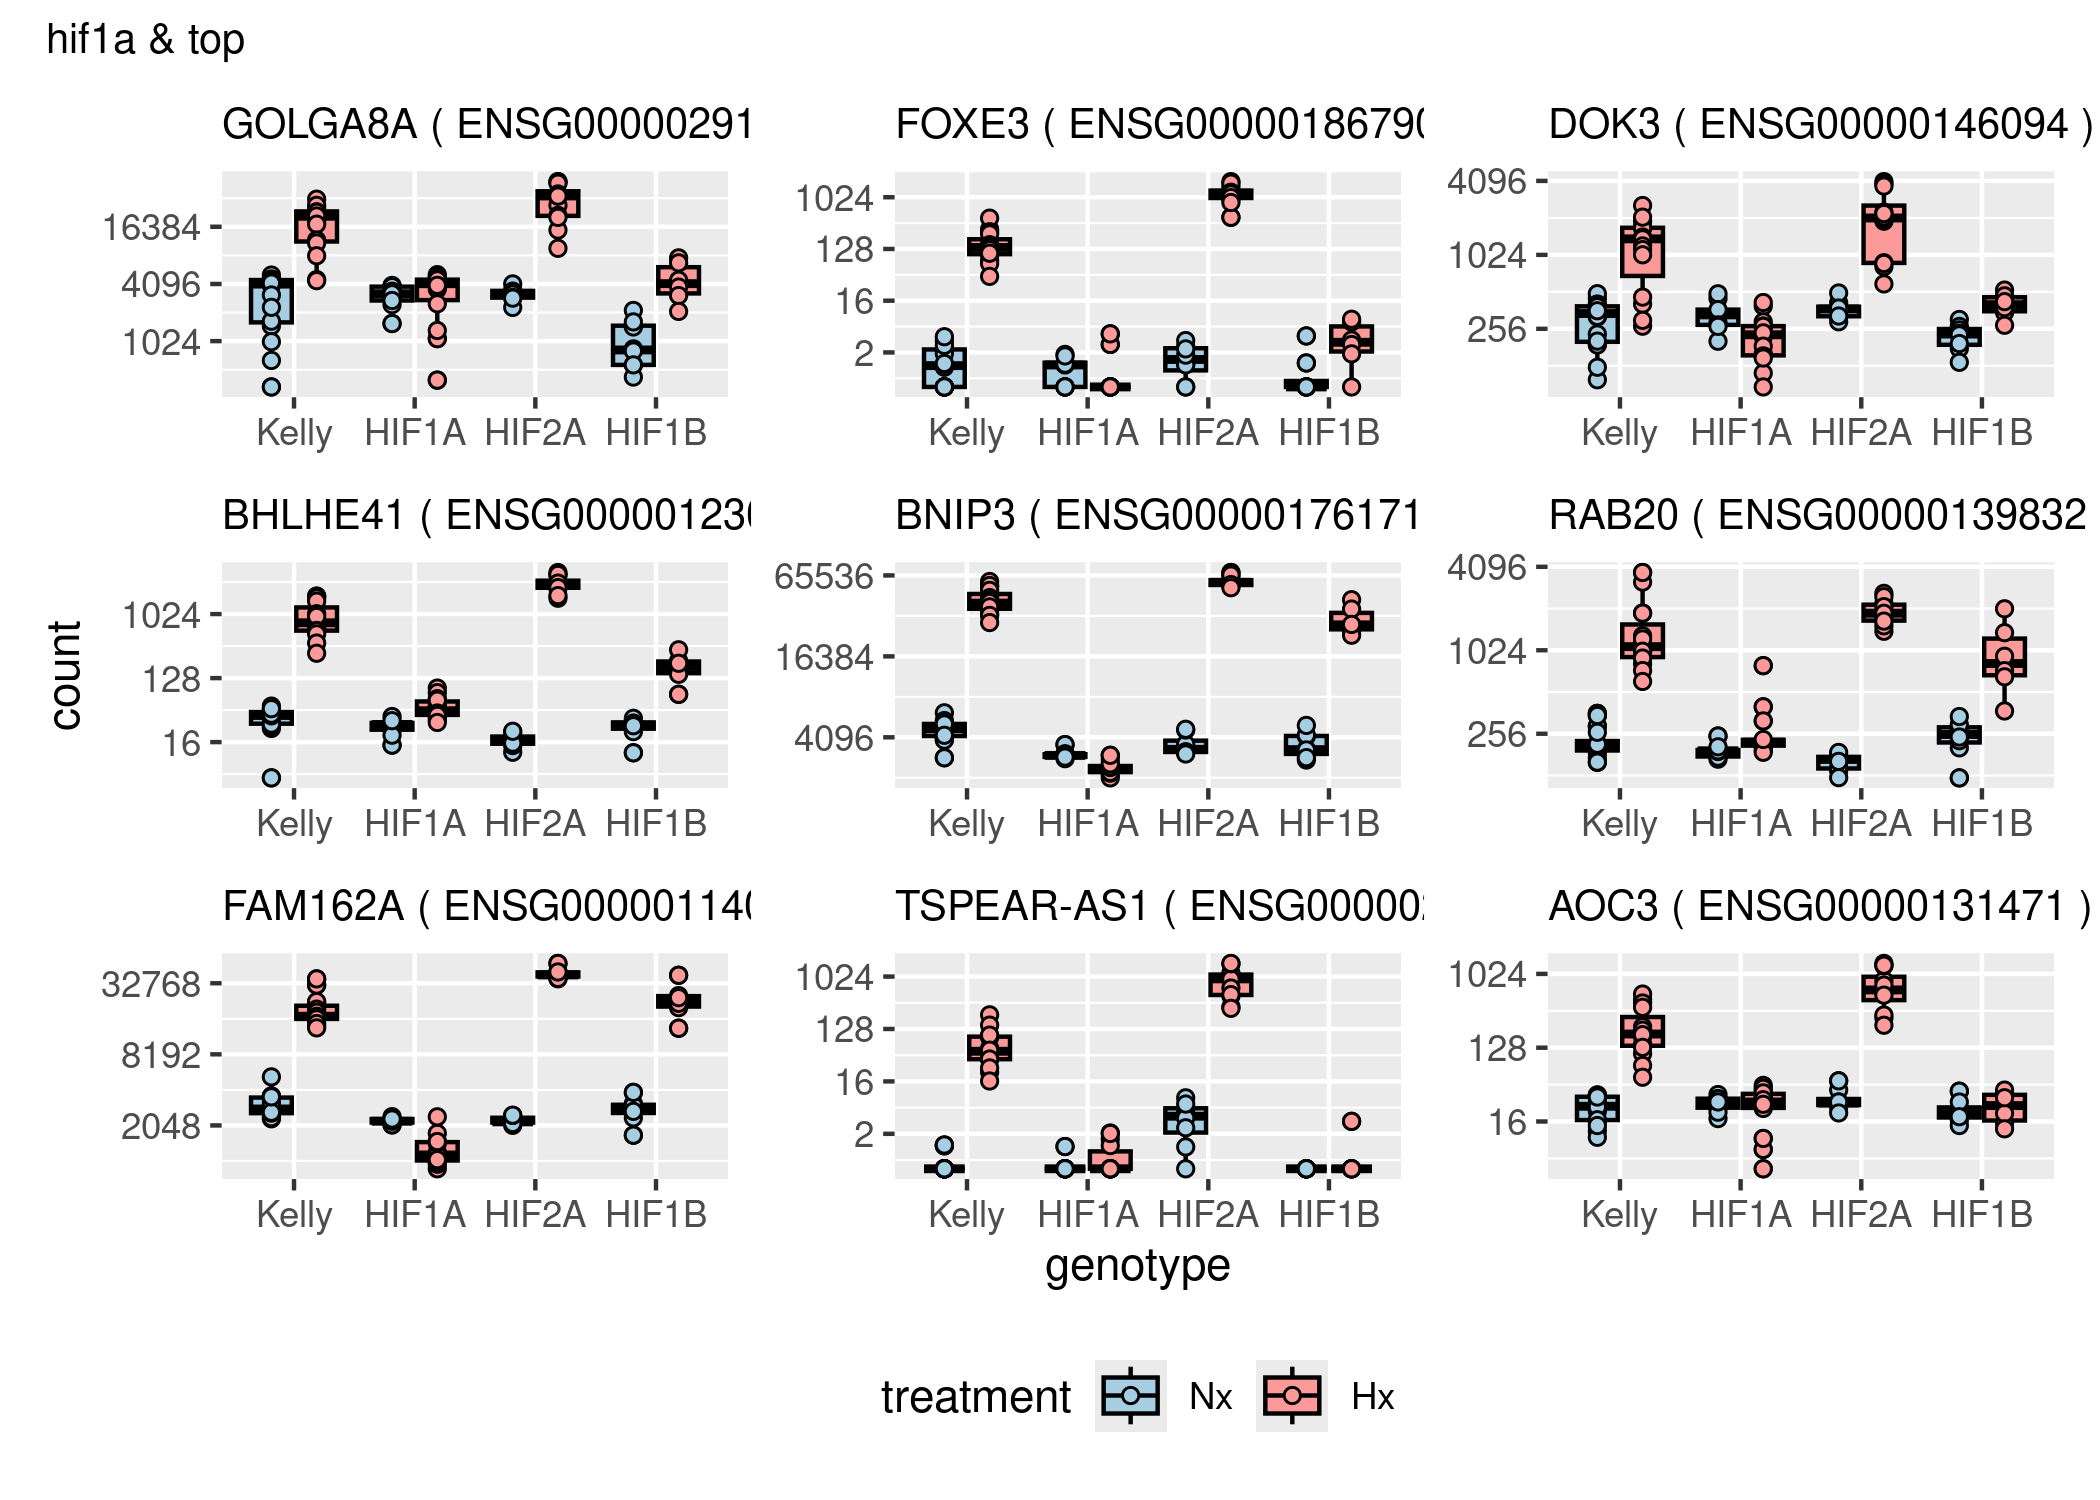 hif1a & top
GOLGA8A ( ENSG00000291
FOXE3 ( ENSG00000186790
DOK3 ( ENSG00000146094 )
16384
4096
1024
1024
128
16
2
4096
1024
256
Kelly HIF1A HIF2A HIF1B
Kelly HIF1A HIF2A HIF1B
Kelly HIF1A HIF2A HIF1B
BHLHE41 ( ENSG00000123
BNIP3 ( ENSG00000176171
RAB20 ( ENSG00000139832
count
1024
128
16
65536
16384
4096
4096
1024
256
Kelly HIF1A HIF2A HIF1B
Kelly HIF1A HIF2A HIF1B
Kelly HIF1A HIF2A HIF1B
FAM162A ( ENSG00000114
TSPEAR-AS1 ( ENSG00000
AOC3 ( ENSG00000131471 )
32768
8192
2048
1024
128
16
2
1024
128
16
Kelly HIF1A HIF2A HIF1B
Kelly HIF1A HIF2A HIF1B
Kelly HIF1A HIF2A HIF1B
genotype
treatment Nx Hx